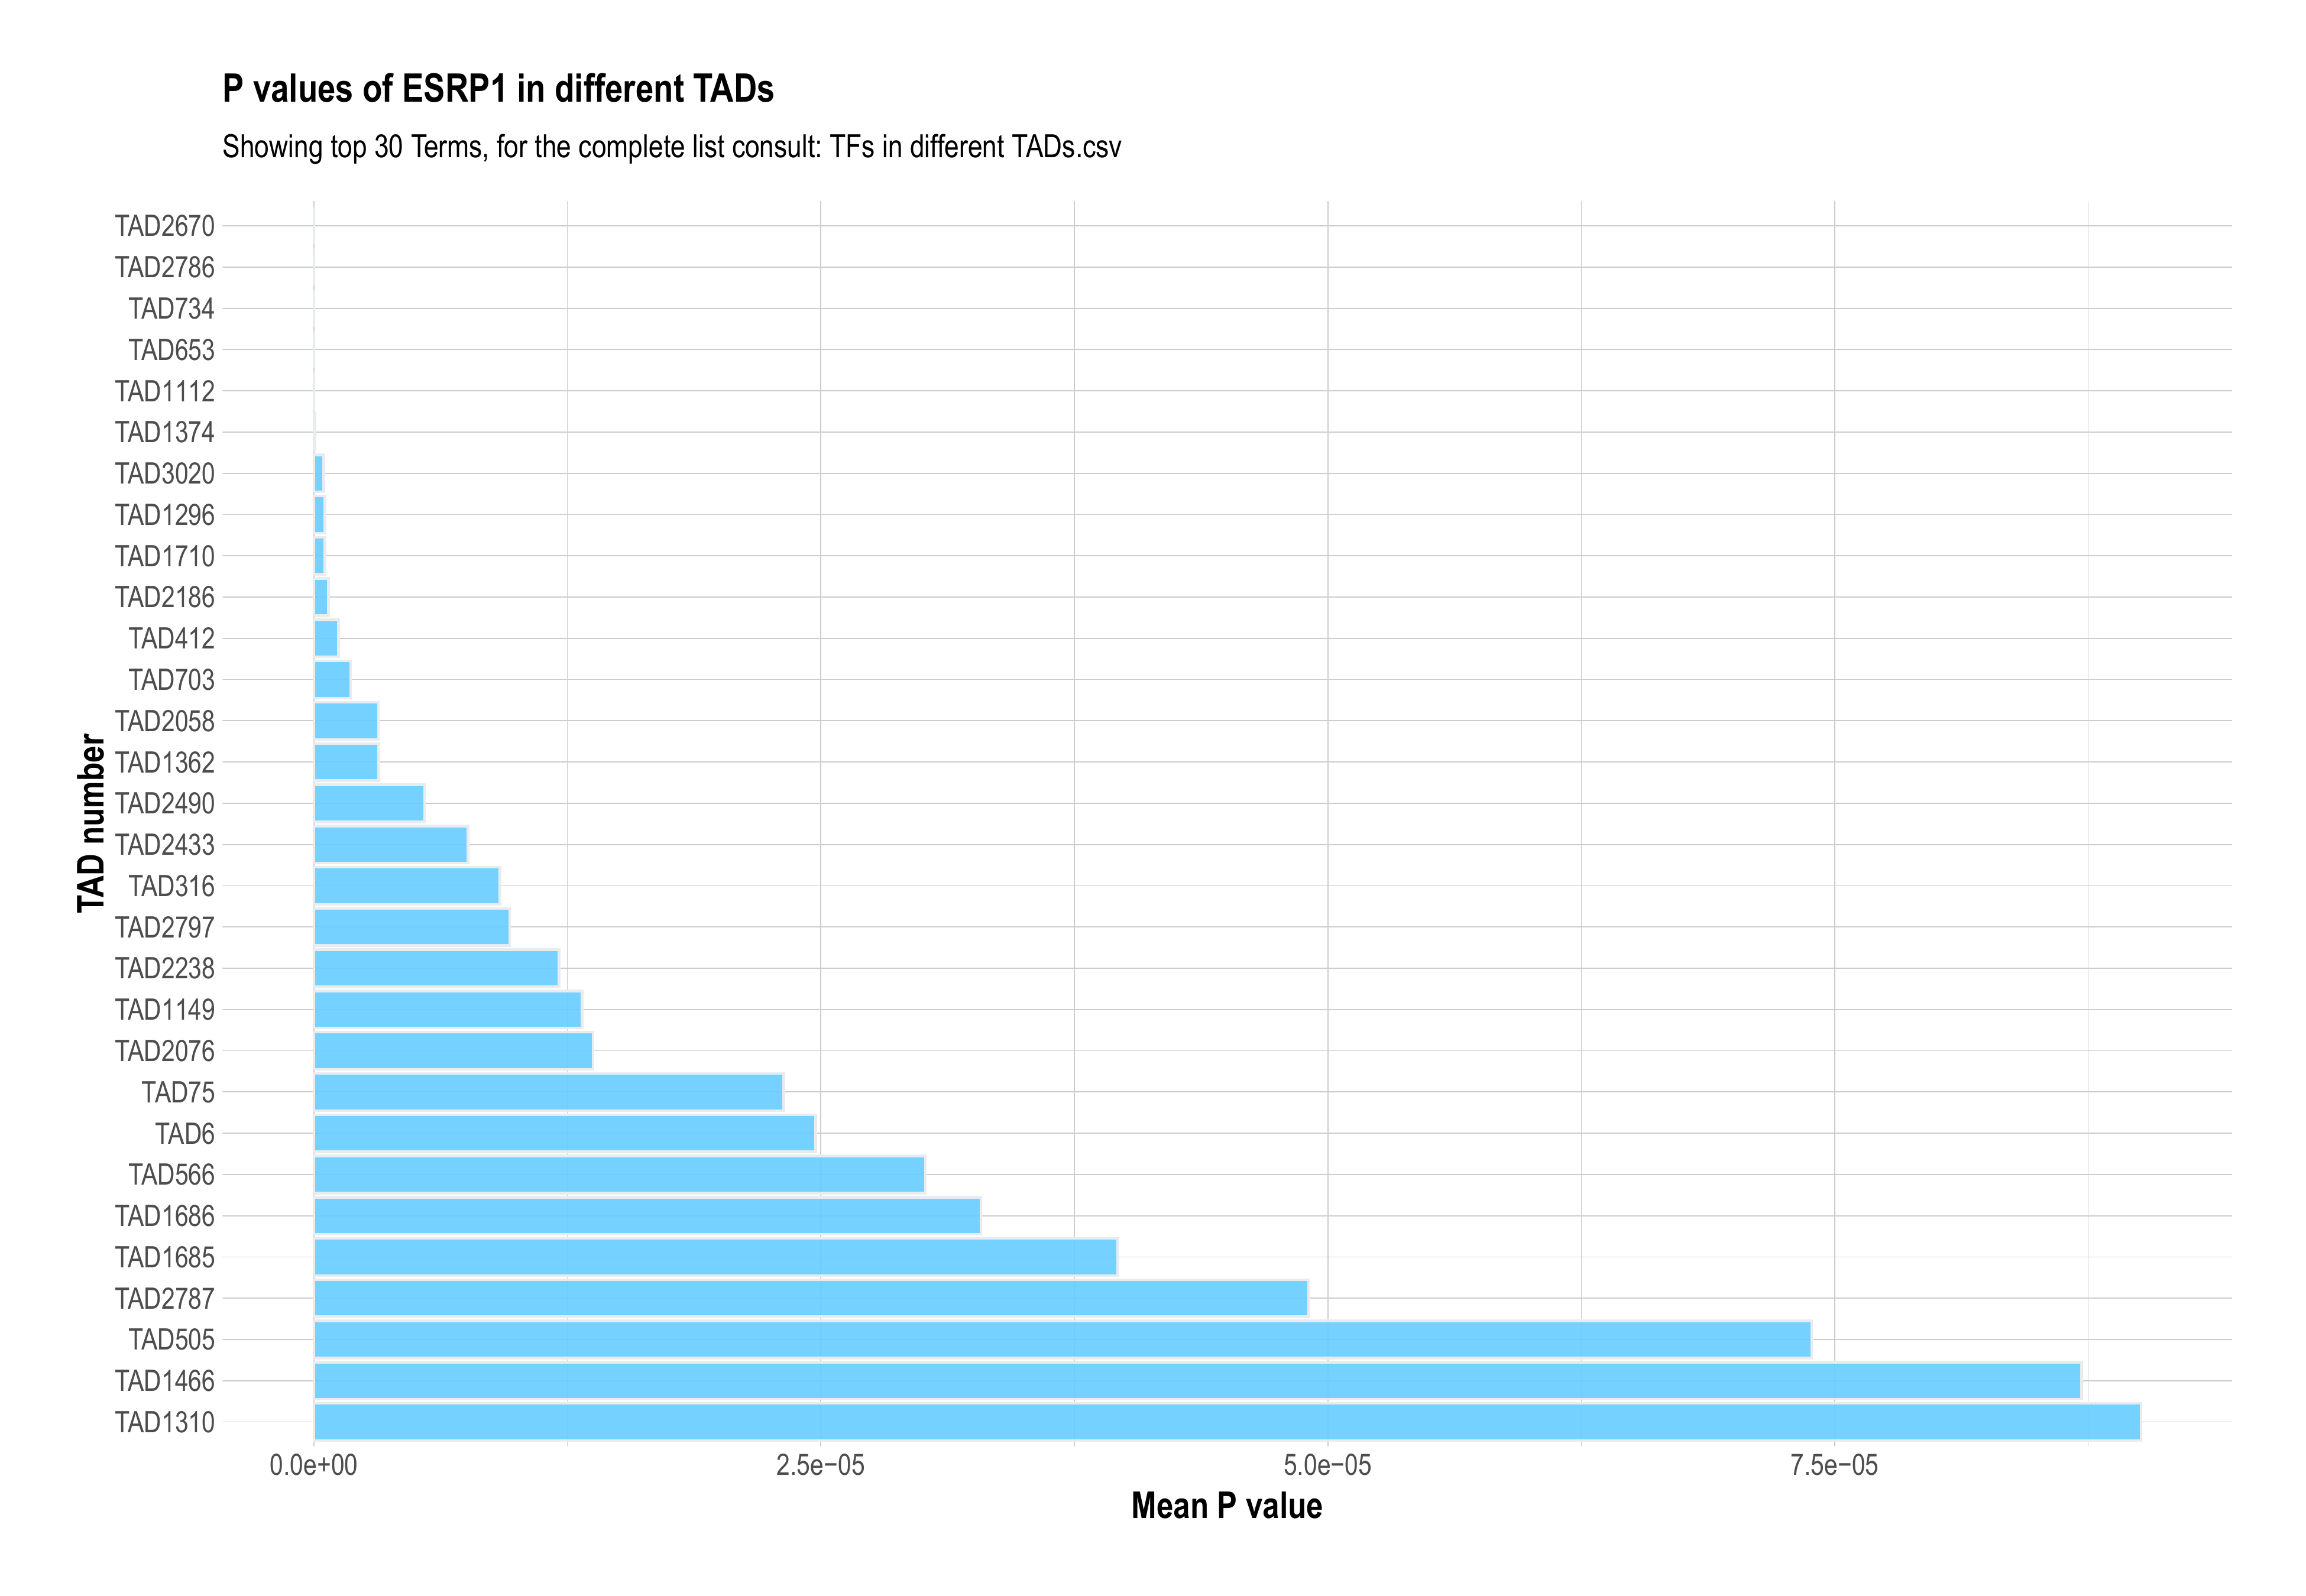 P values of ESRP1 in different TADs
Showing top 30 Terms, for the complete list consult: TFs in different TADs.csv
TAD2670
TAD2786
TAD734
TAD653
TAD1112
TAD1374
TAD3020
TAD1296
TAD1710
TAD2186
TAD412
TAD703
TAD2058
TAD1362
TAD2490
TAD2433
TAD316
TAD2797
TAD2238
TAD1149
TAD2076
TAD75
TAD6
TAD566
TAD1686
TAD1685
TAD2787
TAD505
TAD1466
TAD1310
TAD number
0.0e+00 2.5e−05 5.0e−05 7.5e−05
Mean P value